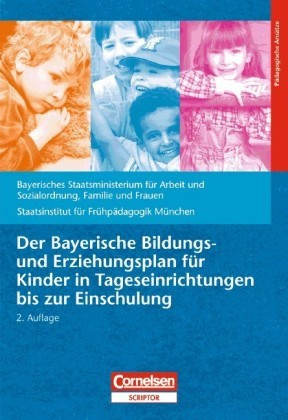 Pädagogische Ansätze
Bayerisches Staatsministerium für Arbeit und
Sozialordnung, Familie und Frauen
Staatsinstitut für Frühpädagogik München
Der Bayerische Bildungs-
und Erziehungsplan für
Kinder in Tageseinrichtungen
bis zur Einschulung
2. Auflage
Cornelsen
SCRIPTOR